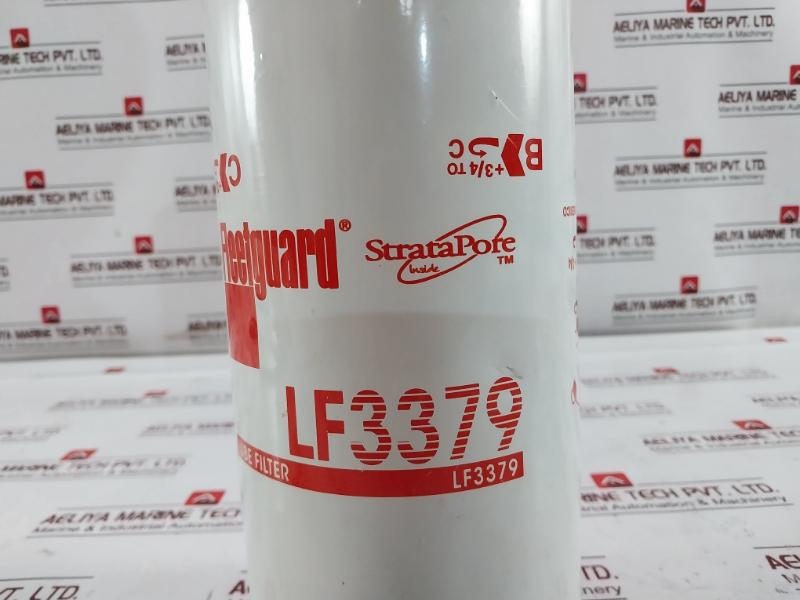 B
C
+3/4 TO
C
Fleetguard®
StrataPore™
Inside
LF3379
LUBE FILTER
LF3379
AELIYA MARINE TECH PVT. LTD.
Marine & Industrial Automation & Machinery